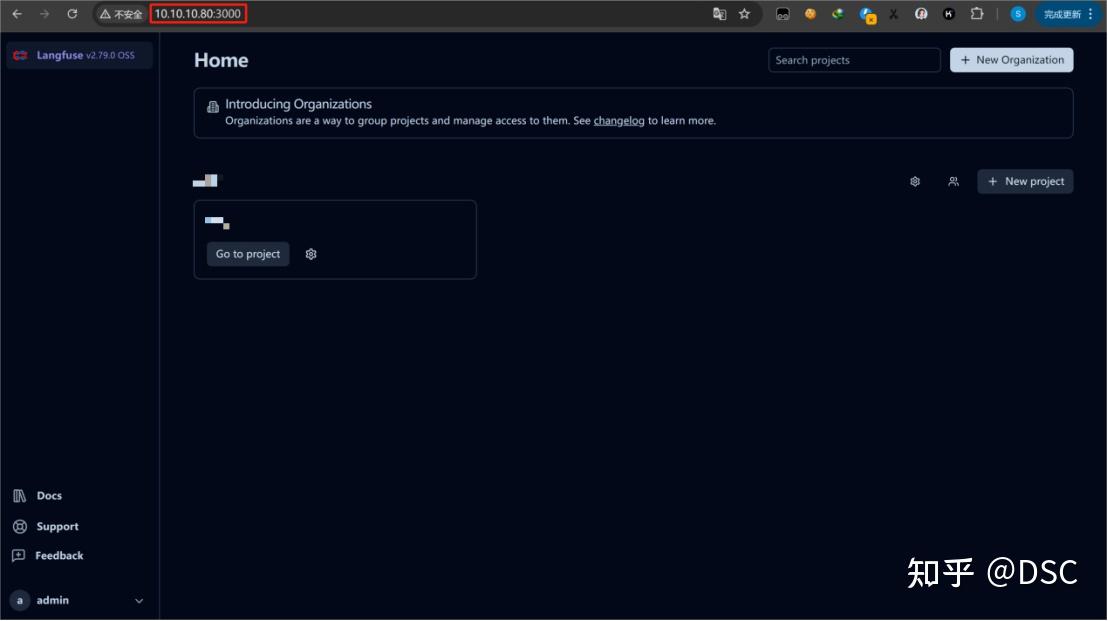 不安全 10.10.10.80:3000
S 完成更新
Langfuse v2.79.0 OSS
Home
Search projects
+ New Organization
Introducing Organizations
Organizations are a way to group projects and manage access to them. See changelog to learn more.
+ New project
Go to project
Docs
Support
Feedback
a admin
知乎 @DSC